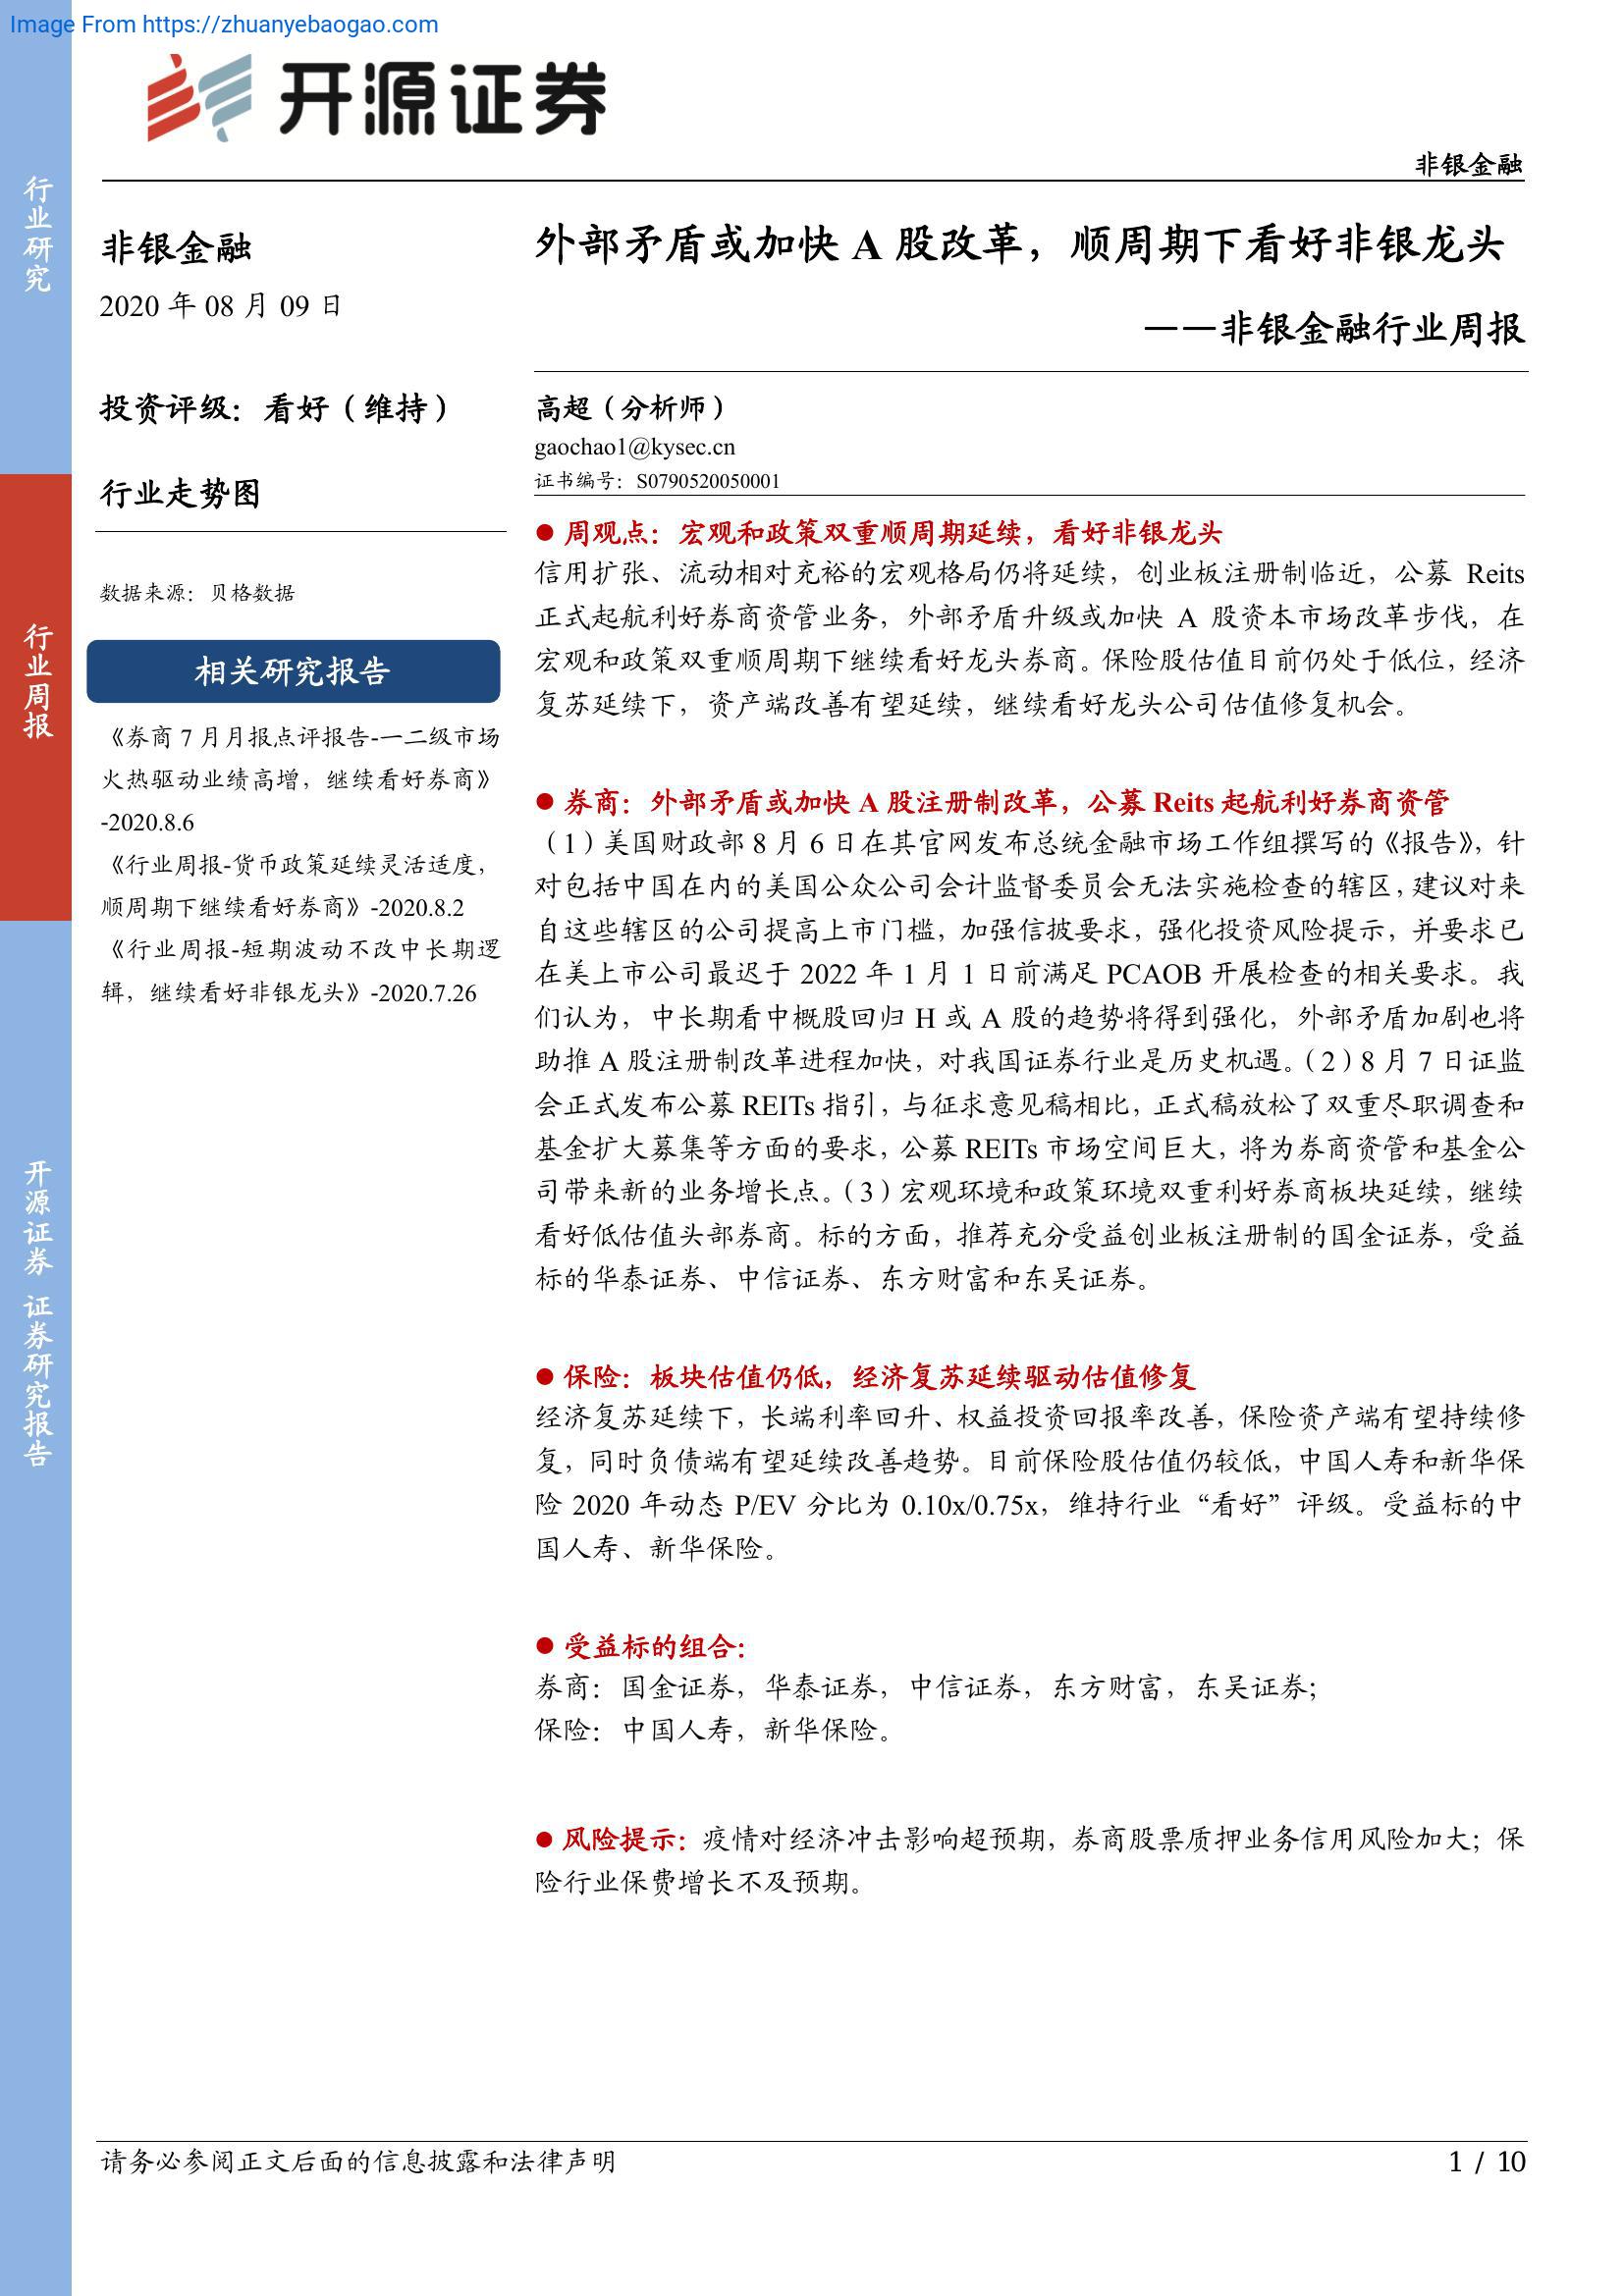 Image From https://zhuanyebaogao.com
开源证券
非银金融
行业研究
行业周报
开源证券 证券研究报告
非银金融
2020 年 08 月 09 日
投资评级：看好（维持）
行业走势图
数据来源：贝格数据
相关研究报告
《券商 7 月月报点评报告-一二级市场
火热驱动业绩高增，继续看好券商》
-2020.8.6
《行业周报-货币政策延续灵活适度，
顺周期下继续看好券商》-2020.8.2
《行业周报-短期波动不改中长期逻
辑，继续看好非银龙头》-2020.7.26
外部矛盾或加快 A 股改革，顺周期下看好非银龙头
——非银金融行业周报
高超（分析师）
gaochao1@kysec.cn
证书编号：S0790520050001
● 周观点：宏观和政策双重顺周期延续，看好非银龙头
信用扩张、流动相对充裕的宏观格局仍将延续，创业板注册制临近，公募 Reits
正式起航利好券商资管业务，外部矛盾升级或加快 A 股资本市场改革步伐，在
宏观和政策双重顺周期下继续看好龙头券商。保险股估值目前仍处于低位，经济
复苏延续下，资产端改善有望延续，继续看好龙头公司估值修复机会。
● 券商：外部矛盾或加快 A 股注册制改革，公募 Reits 起航利好券商资管
（1）美国财政部 8 月 6 日在其官网发布总统金融市场工作组撰写的《报告》，针
对包括中国在内的美国公众公司会计监督委员会无法实施检查的辖区，建议对来
自这些辖区的公司提高上市门槛，加强信披要求，强化投资风险提示，并要求已
在美上市公司最迟于 2022 年 1 月 1 日前满足 PCAOB 开展检查的相关要求。我
们认为，中长期看中概股回归 H 或 A 股的趋势将得到强化，外部矛盾加剧也将
助推 A 股注册制改革进程加快，对我国证券行业是历史机遇。（2）8 月 7 日证监
会正式发布公募 REITs 指引，与征求意见稿相比，正式稿放松了双重尽职调查和
基金扩大募集等方面的要求，公募 REITs 市场空间巨大，将为券商资管和基金公
司带来新的业务增长点。（3）宏观环境和政策环境双重利好券商板块延续，继续
看好低估值头部券商。标的方面，推荐充分受益创业板注册制的国金证券，受益
标的华泰证券、中信证券、东方财富和东吴证券。
● 保险：板块估值仍低，经济复苏延续驱动估值修复
经济复苏延续下，长端利率回升、权益投资回报率改善，保险资产端有望持续修
复，同时负债端有望延续改善趋势。目前保险股估值仍较低，中国人寿和新华保
险 2020 年动态 P/EV 分比为 0.10x/0.75x，维持行业“看好”评级。受益标的中
国人寿、新华保险。
● 受益标的组合：
券商：国金证券，华泰证券，中信证券，东方财富，东吴证券；
保险：中国人寿，新华保险。
● 风险提示：疫情对经济冲击影响超预期，券商股票质押业务信用风险加大；保
险行业保费增长不及预期。
请务必参阅正文后面的信息披露和法律声明
1 / 10